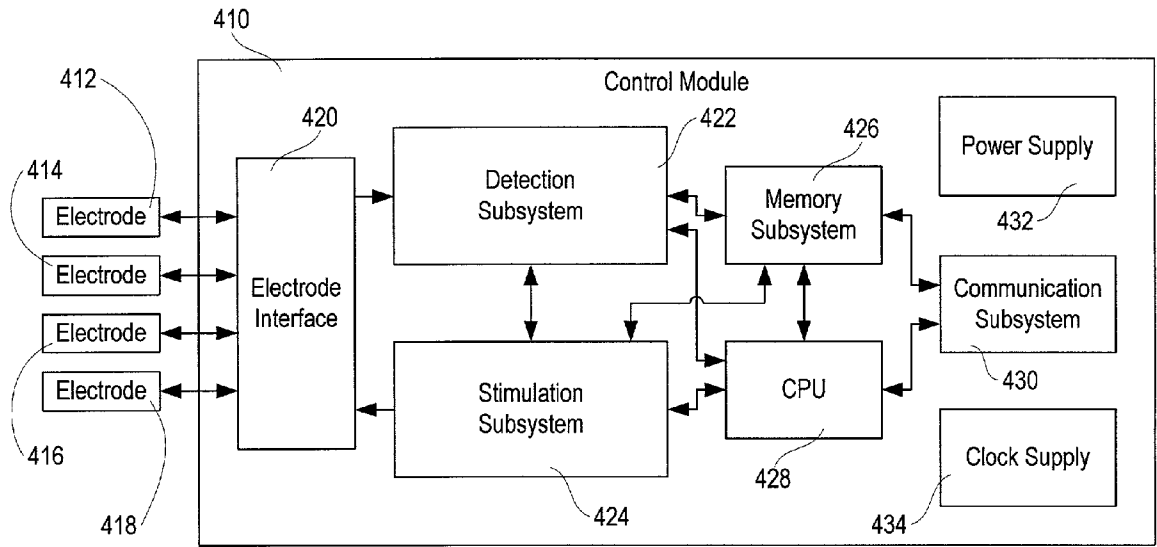 410
412
Control Module
420
422
426
Power Supply
432
414
Electrode
Detection
Subsystem
Memory
Subsystem
Electrode
Electrode
Interface
Communication
Subsystem
430
Electrode
Electrode
Stimulation
Subsystem
CPU
428
416
418
424
Clock Supply
434